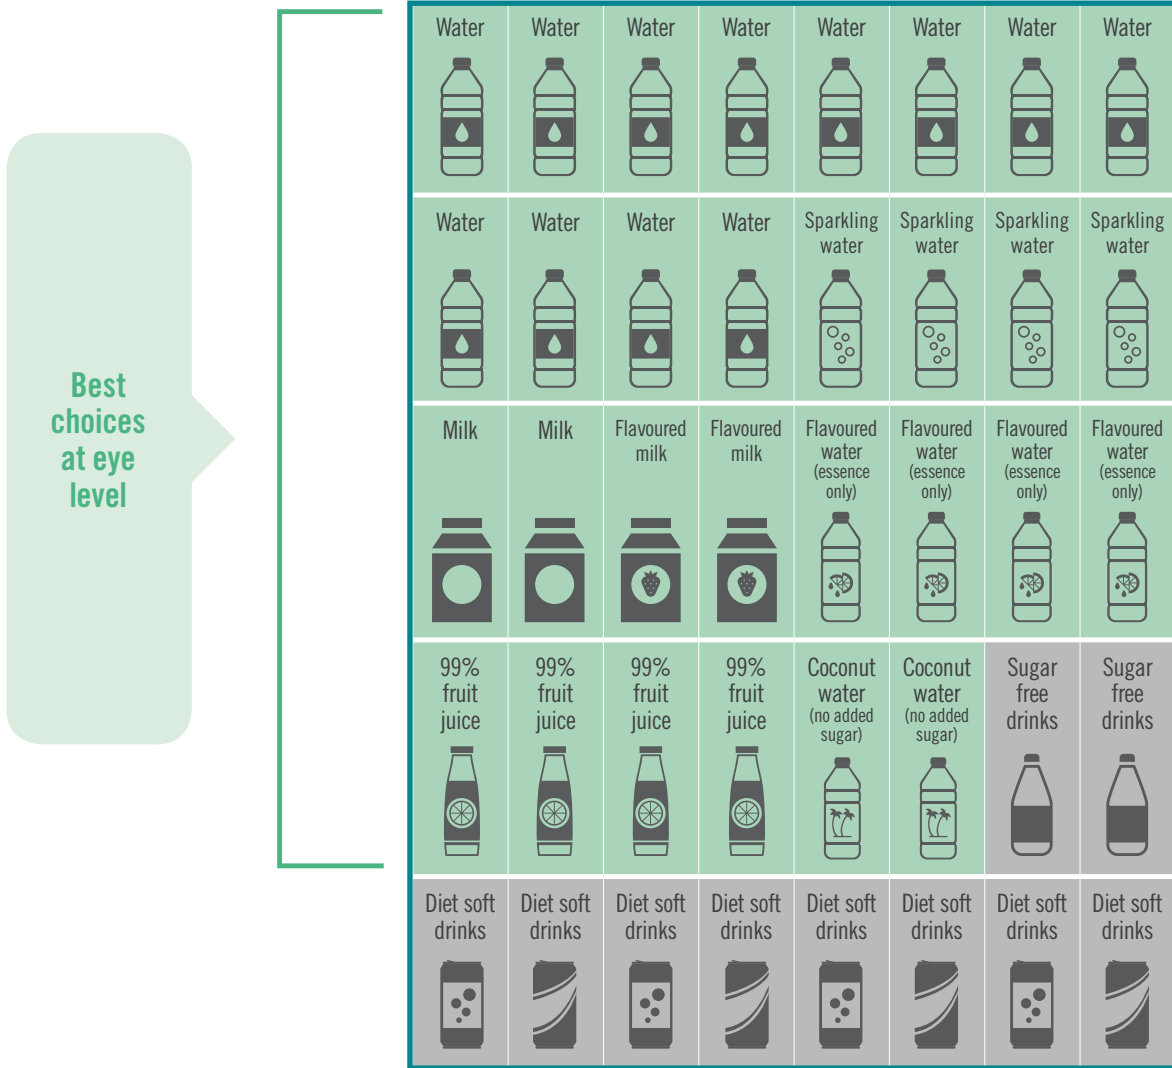 Best
choices
at eye
level
Water Water Water Water Water Water Water Water
Water Water Water Water Sparkling Sparkling Sparkling Sparkling
water water water water
Milk Milk Flavoured Flavoured Flavoured Flavoured Flavoured Flavoured
milk milk water water water water
(essence (essence (essence (essence
only) only) only) only)
99% 99% 99% 99% Coconut Coconut Sugar Sugar
fruit fruit fruit fruit water water free free
juice juice juice juice (no added (no added drinks drinks
sugar) sugar)
Diet soft Diet soft Diet soft Diet soft Diet soft Diet soft Diet soft Diet soft
drinks drinks drinks drinks drinks drinks drinks drinks